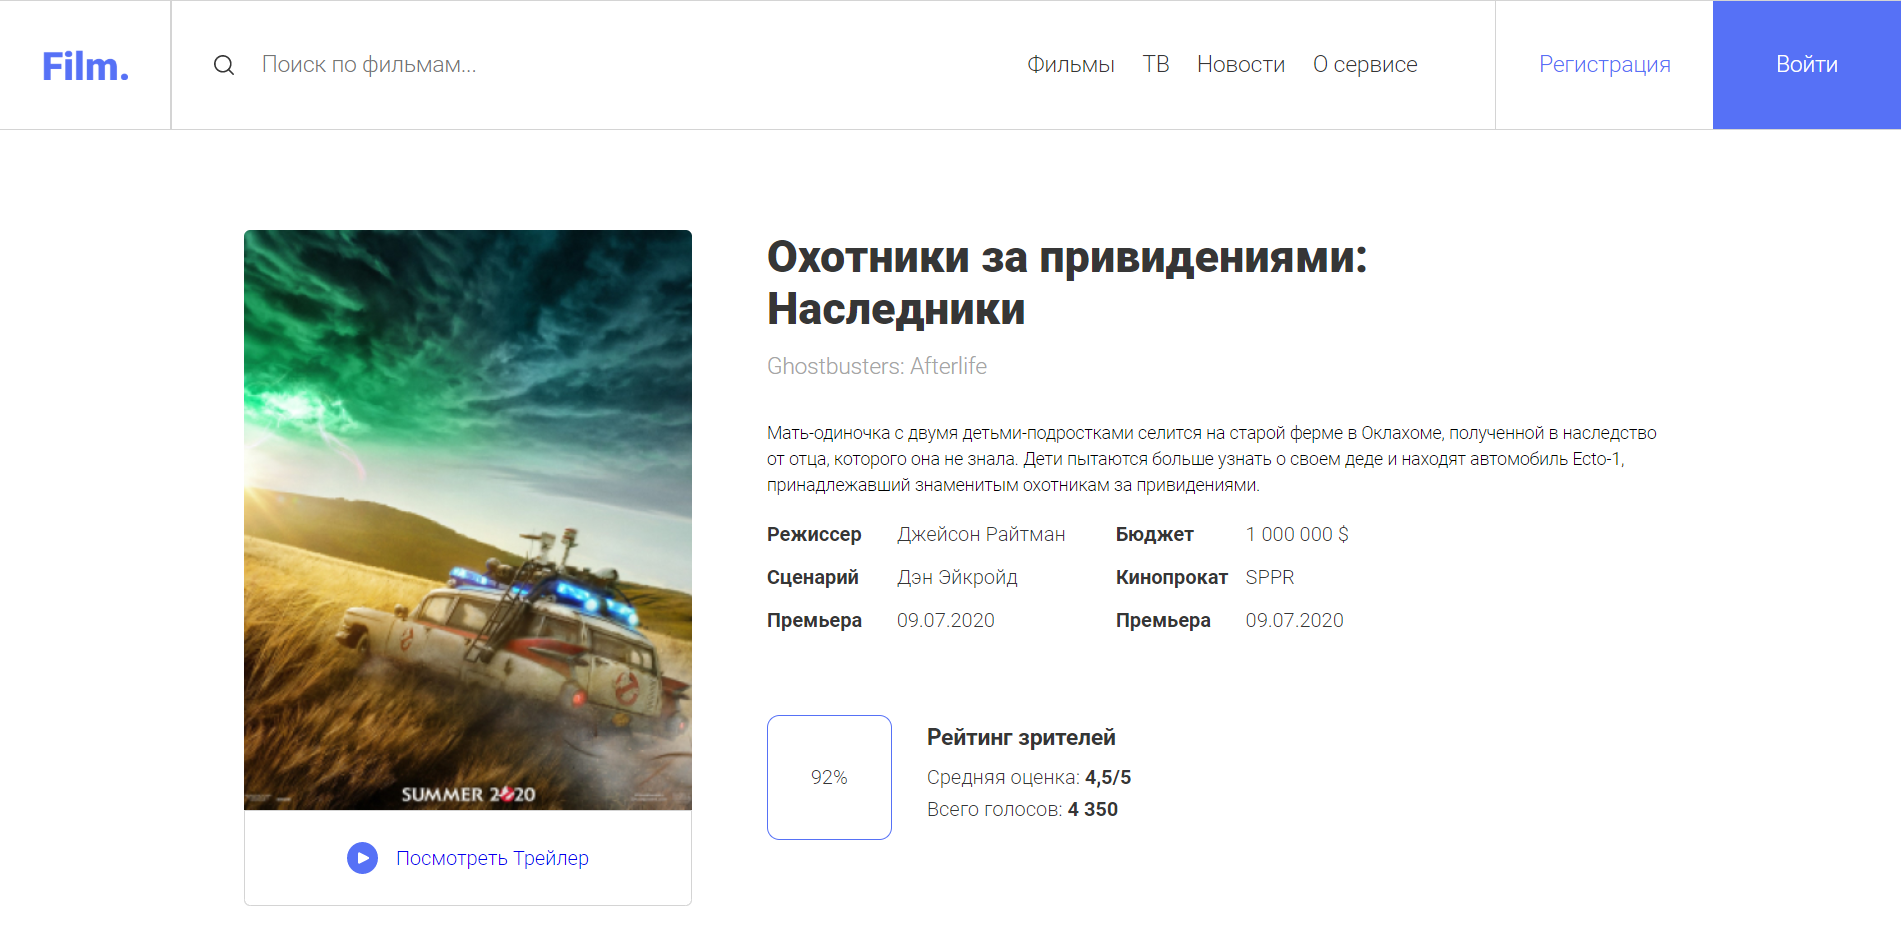 Film.
Поиск по фильмам...
Фильмы ТВ Новости О сервисе
Регистрация
Войти
SUMMER 2020
Посмотреть Трейлер
Охотники за привидениями:
Наследники
Ghostbusters: Afterlife
Мать-одиночка с двумя детьми-подростками селится на старой ферме в Оклахоме, полученной в наследство
от отца, которого она не знала. Дети пытаются больше узнать о своем деде и находят автомобиль Ecto-1,
принадлежавший знаменитым охотникам за привидениями.
Режиссер Джейсон Райтман Бюджет 1 000 000 $
Сценарий Дэн Эйкройд Кинопрокат SPPR
Премьера 09.07.2020 Премьера 09.07.2020
92%
Рейтинг зрителей
Средняя оценка: 4,5/5
Всего голосов: 4 350